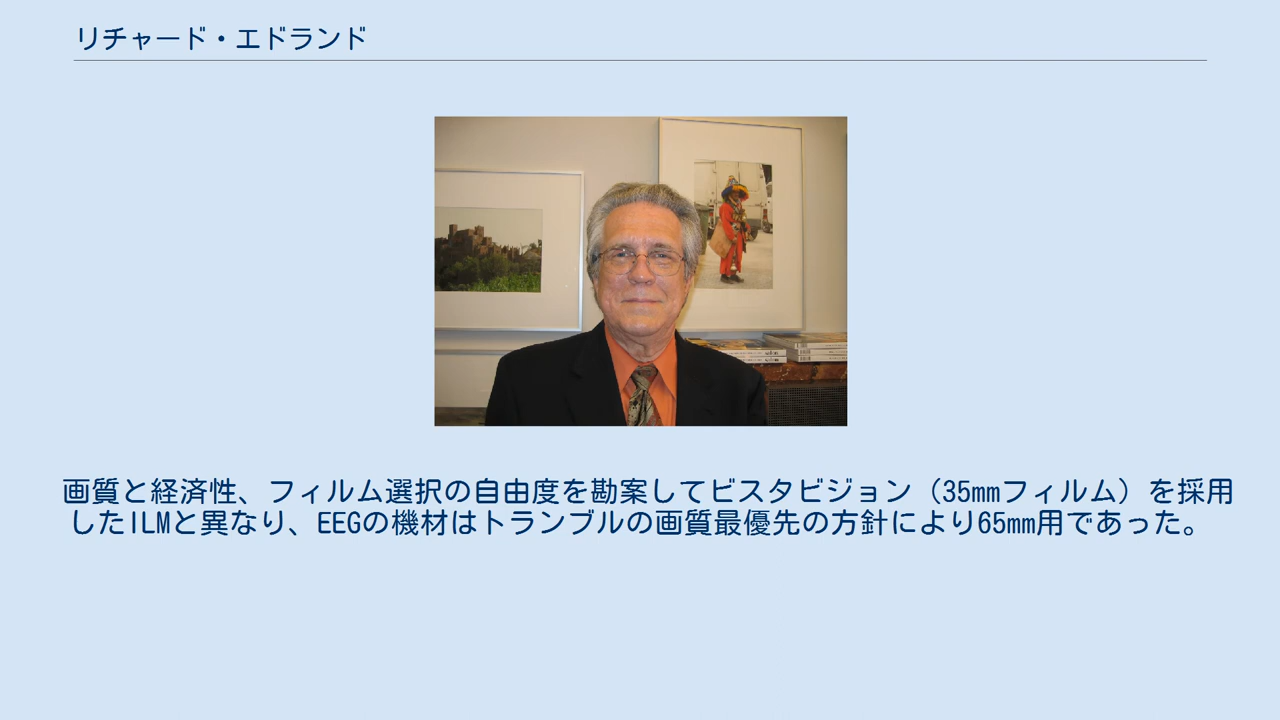 リチャード・エドランド
画質と経済性、フィルム選択の自由度を勘案してビスタビジョン（35mmフィルム）を採用
したILMと異なり、EEGの機材はトランブルの画質最優先の方針により65mm用であった。